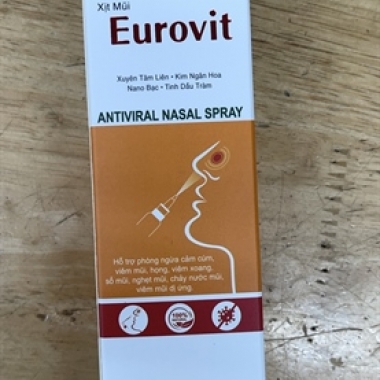 Xịt Mũi
Eurovit
Xuyên Tâm Liên • Kim Ngân Hoa
Nano Bạc • Tinh Dầu Tràm
ANTIVIRAL NASAL SPRAY
Hỗ trợ phòng ngừa cảm cúm,
viêm mũi, họng, viêm xoang,
sổ mũi, nghẹt mũi, chảy nước mũi,
viêm mũi dị ứng.
100%
NATURAL